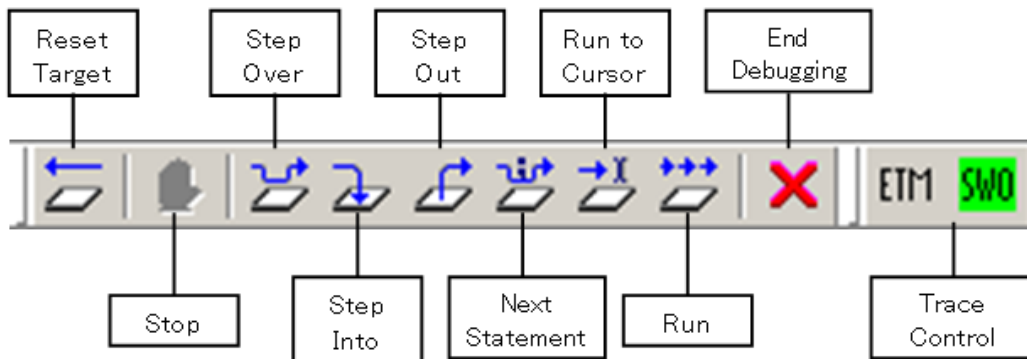 Reset
Target
Step
Over
Step
Out
Run to
Cursor
End
Debugging
ETM
SWO
Stop
Step
Into
Next
Statement
Run
Trace
Control